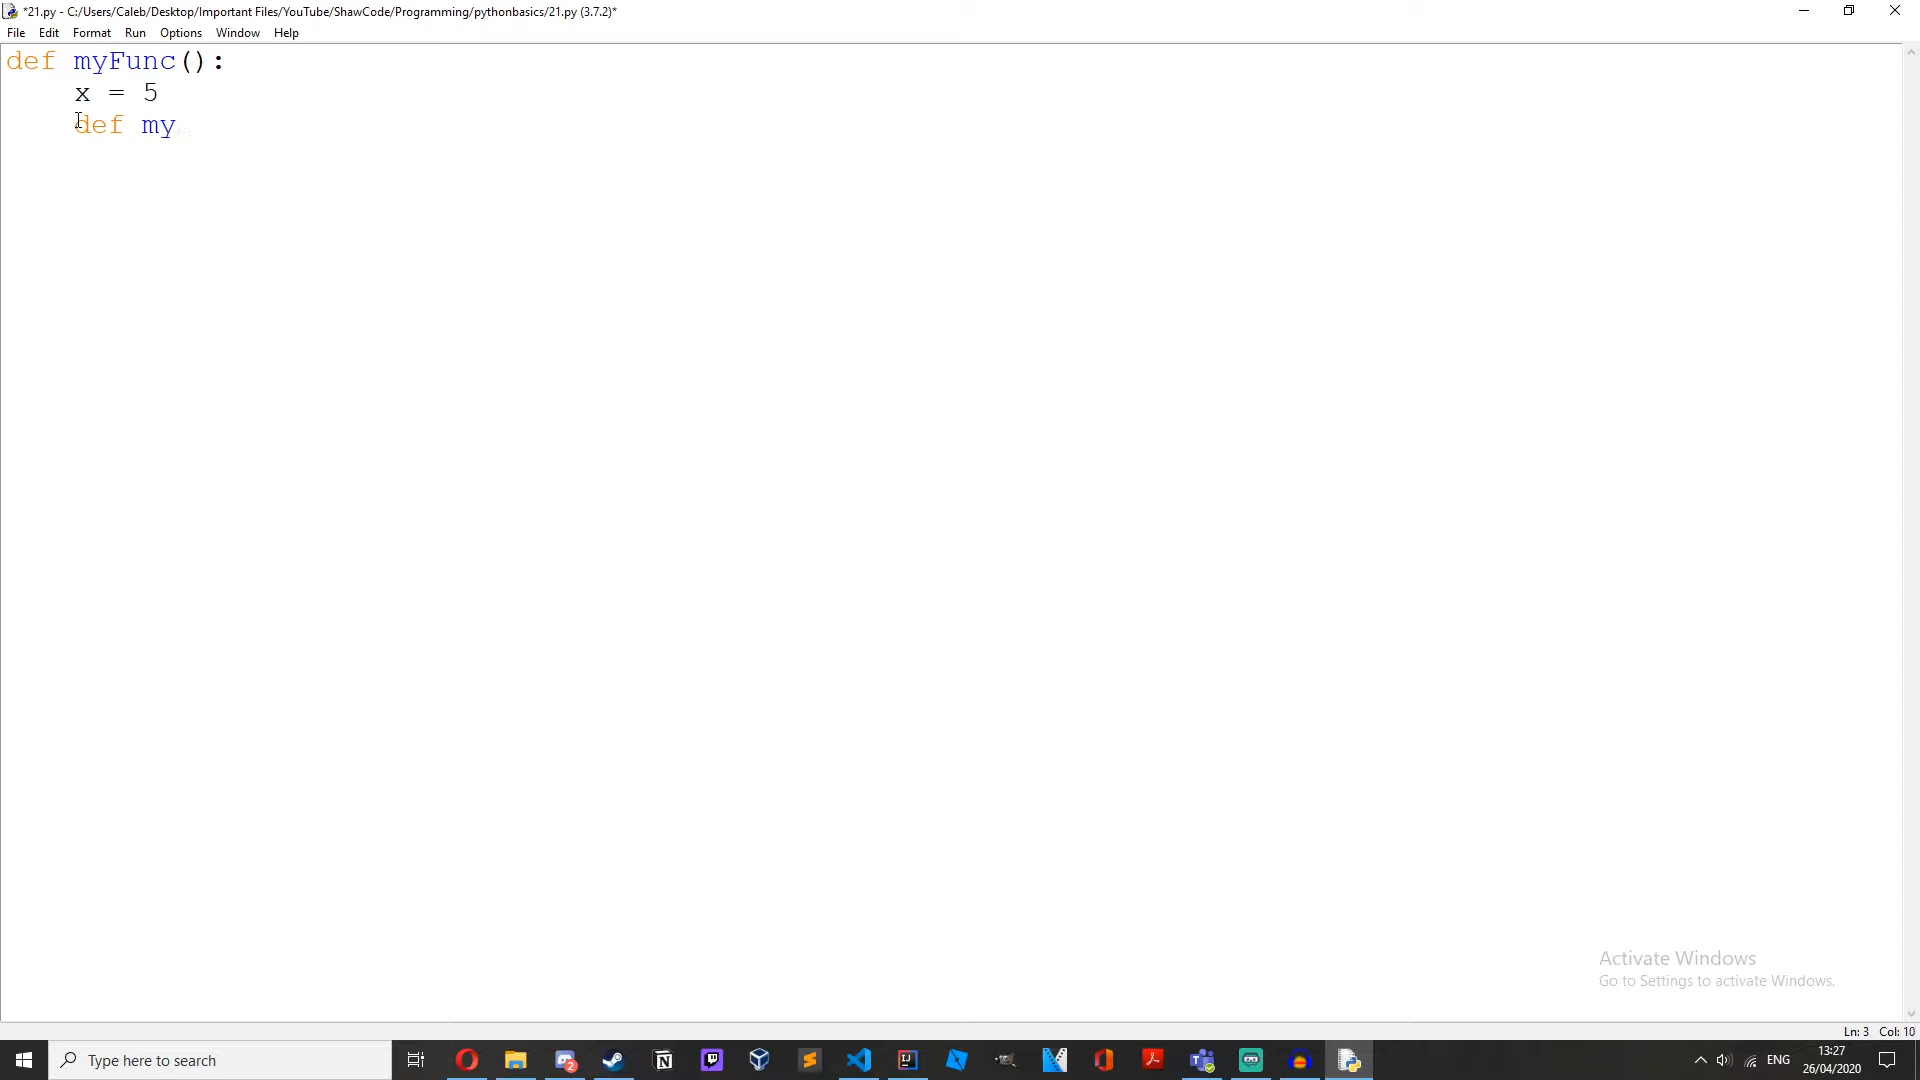 *21.py - C:/Users/Caleb/Desktop/Important Files/YouTube/ShawCode/Programming/pythonbasics/21.py (3.7.2)*
File Edit Format Run Options Window Help
def myFunc():
    x = 5
    def my
Activate Windows
Go to Settings to activate Windows.
Ln: 3 Col: 10
Type here to search
2
ENG
13:27
26/04/2020